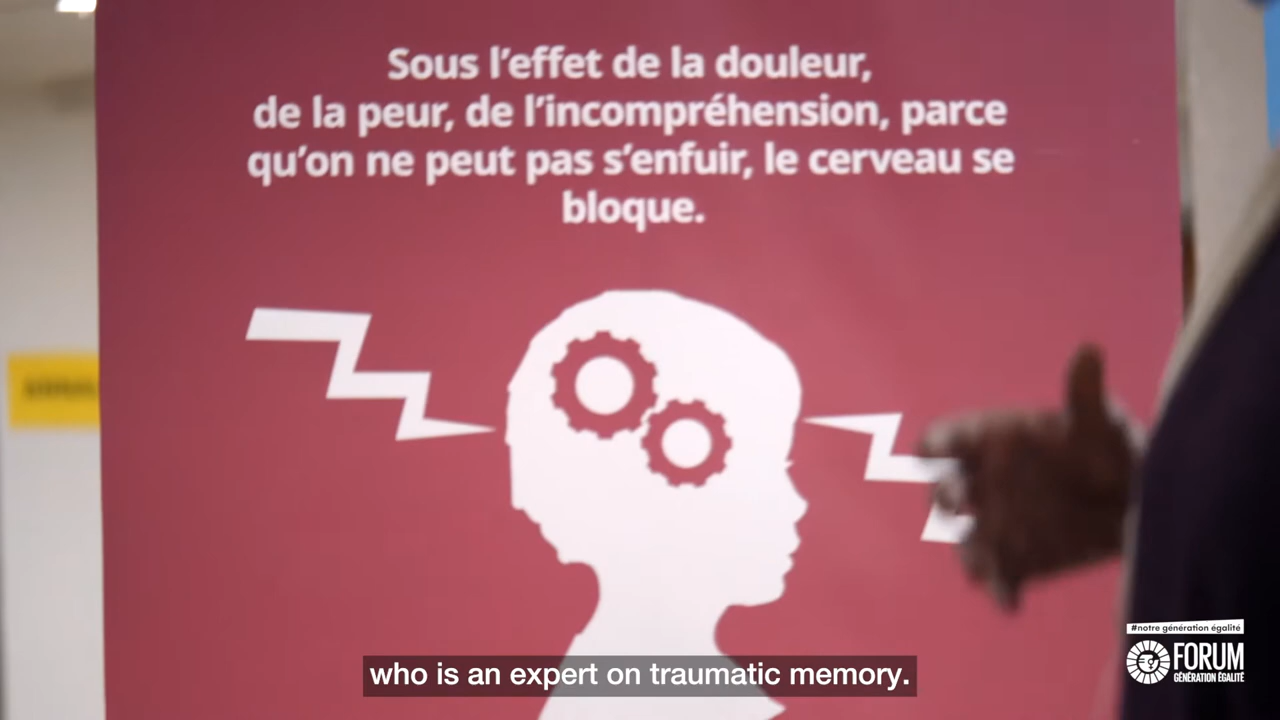 Sous l'effet de la douleur,
de la peur, de l'incompréhension, parce
qu'on ne peut pas s'enfuir, le cerveau se
bloque.
who is an expert on traumatic memory.
#notre génération égalité
FORUM
GÉNÉRATION ÉGALITÉ